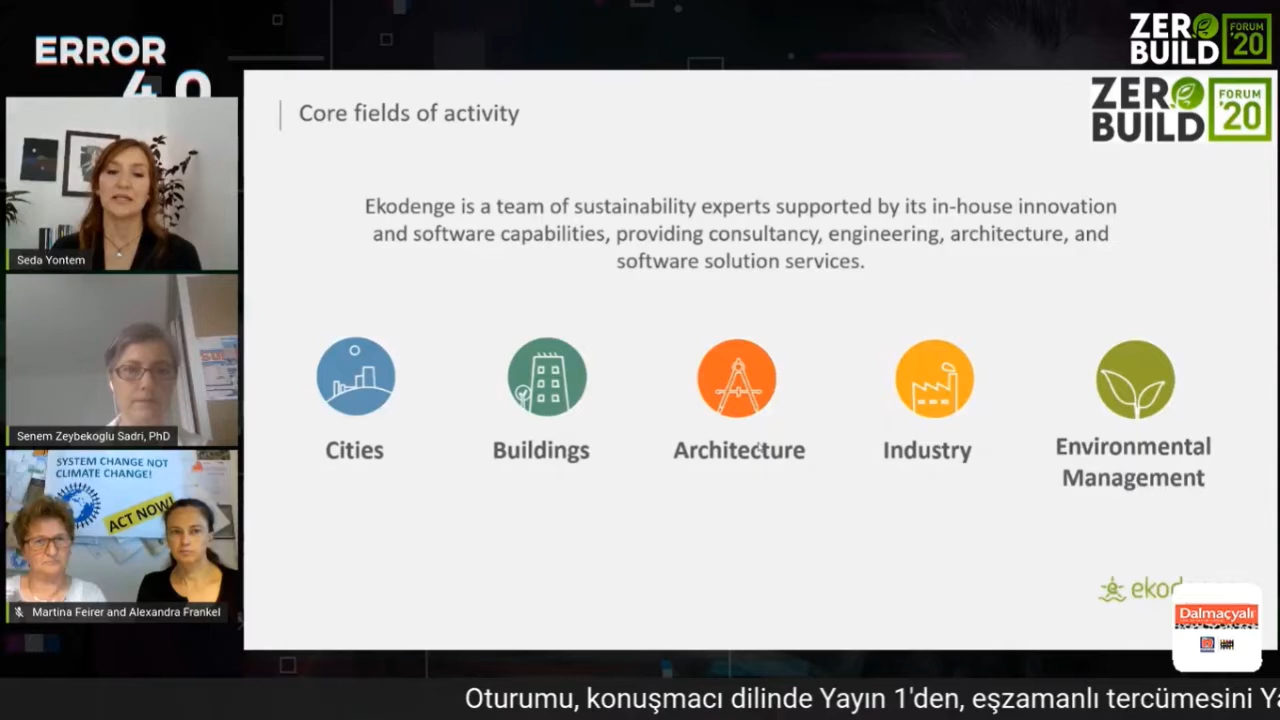 ERROR
4.0
ZERO
BUILD
FORUM
'20
ZERO
BUILD
FORUM
'20
Core fields of activity
Ekodenge is a team of sustainability experts supported by its in-house innovation
and software capabilities, providing consultancy, engineering, architecture, and
software solution services.
Cities
Buildings
Architecture
Industry
Environmental
Management
Seda Yontem
Senem Zeybekoglu Sadri, PhD
SYSTEM CHANGE NOT
CLIMATE CHANGE!
ACT NOW!
Martina Feirer and Alexandra Frankel
Dalmaçyalı
Oturumu, konuşmacı dilinde Yayın 1'den, eşzamanlı tercümesini Ya